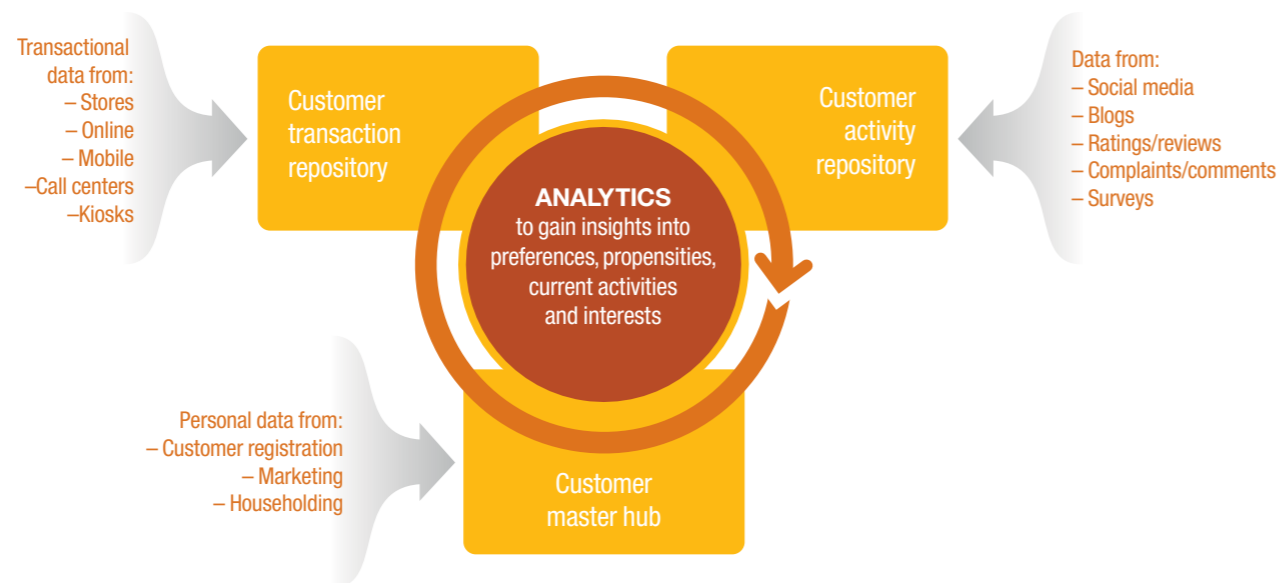 Transactional
data from:
– Stores
– Online
– Mobile
–Call centers
–Kiosks
Customer
transaction
repository
Customer
activity
repository
Data from:
– Social media
– Blogs
– Ratings/reviews
– Complaints/comments
– Surveys
ANALYTICS
to gain insights into
preferences, propensities,
current activities
and interests
Personal data from:
– Customer registration
– Marketing
– Householding
Customer
master hub